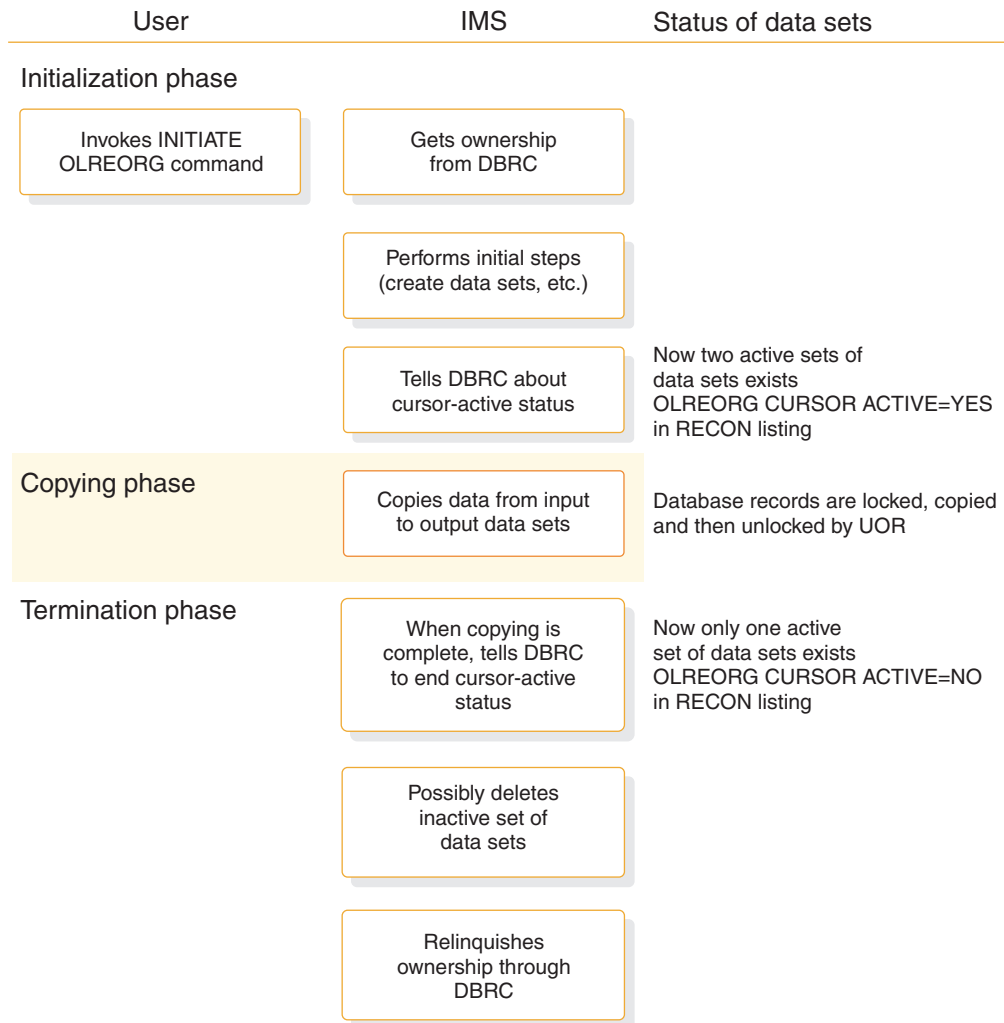 User
IMS
Status of data sets
Initialization phase
Invokes INITIATE
OLREORG command
Gets ownership
from DBRC
Performs initial steps
(create data sets, etc.)
Tells DBRC about
cursor-active status
Now two active sets of
data sets exists
OLREORG CURSOR ACTIVE=YES
in RECON listing
Copying phase
Copies data from input
to output data sets
Database records are locked, copied
and then unlocked by UOR
Termination phase
When copying is
complete, tells DBRC
to end cursor-active
status
Now only one active
set of data sets exists
OLREORG CURSOR ACTIVE=NO
in RECON listing
Possibly deletes
inactive set of
data sets
Relinquishes
ownership through
DBRC